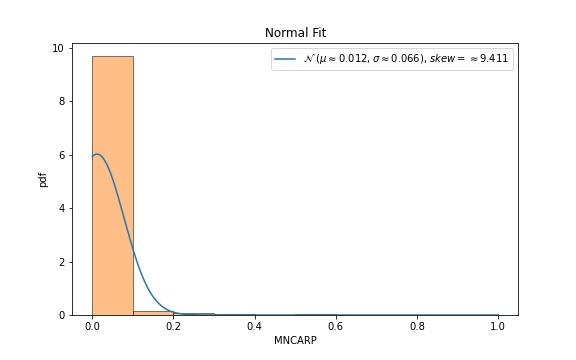 Normal Fit
𝒩 (μ ≈ 0.012, σ ≈ 0.066), skew = ≈ 9.411
pdf
10
8
6
4
2
0
0.0 0.2 0.4 0.6 0.8 1.0
MNCARP